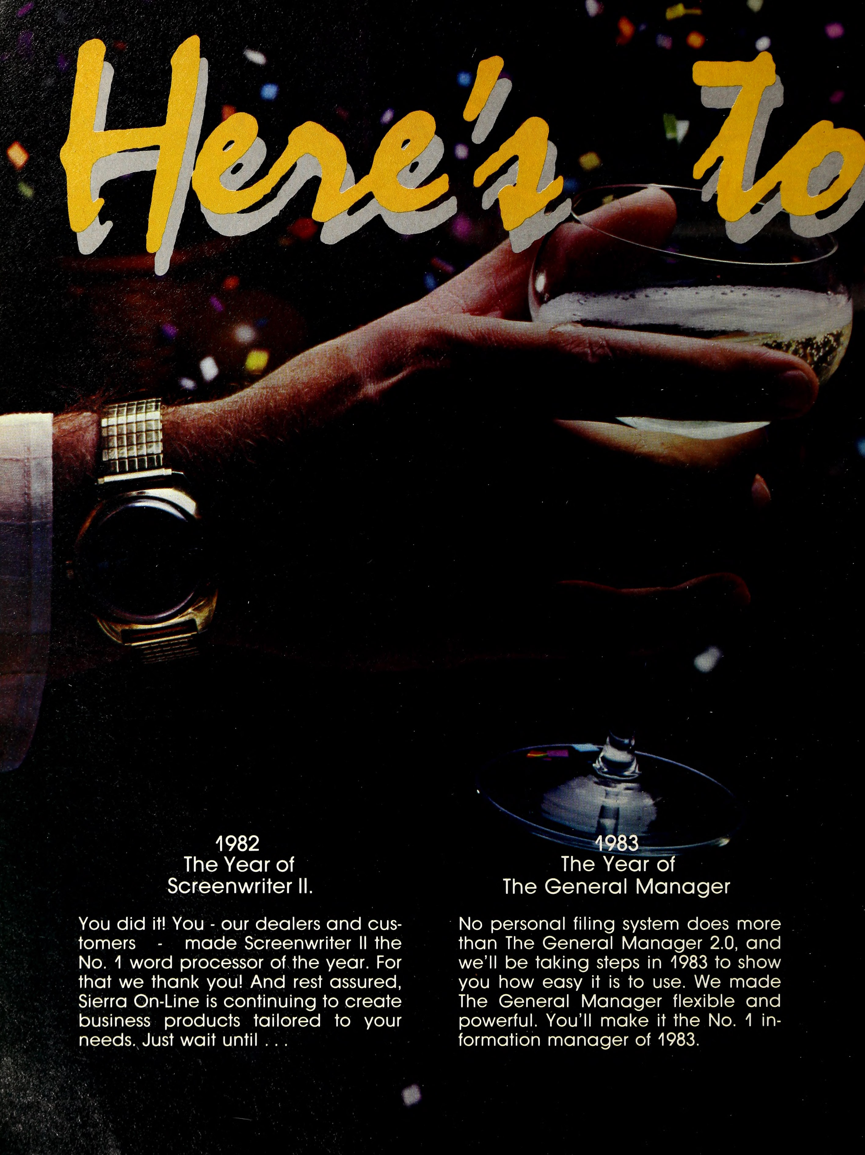 Here's To
1982
The Year of
Screenwriter II.
You did it! You - our dealers and cus-
tomers - made Screenwriter II the
No. 1 word processor of the year. For
that we thank you! And rest assured,
Sierra On-Line is continuing to create
business products tailored to your
needs. Just wait until . . .
1983
The Year of
The General Manager
No personal filing system does more
than The General Manager 2.0, and
we'll be taking steps in 1983 to show
you how easy it is to use. We made
The General Manager flexible and
powerful. You'll make it the No. 1 in-
formation manager of 1983.